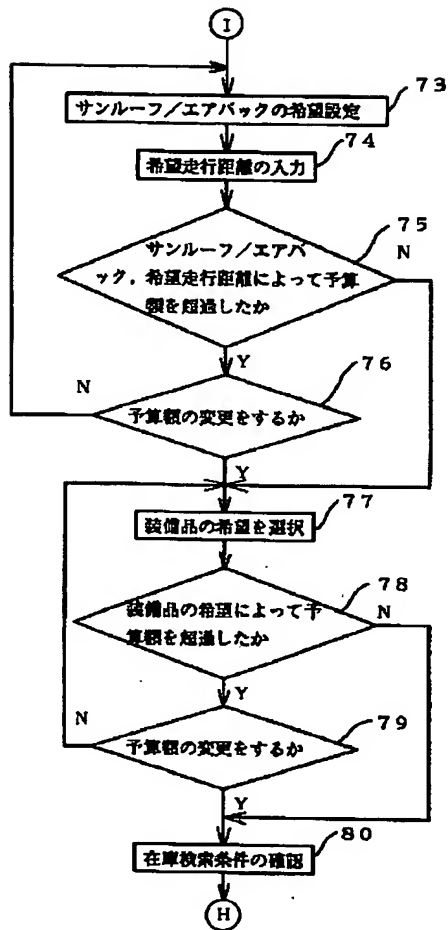 I
73
サンルーフ/エアバックの希望設定
74
希望走行距離の入力
75
サンルーフ/エアバ
ック,希望走行距離によって予算
額を超過したか
N
Y
76
N
予算額の変更をするか
Y
77
装備品の希望を選択
78
装備品の希望によって予
算額を超過したか
N
Y
79
N
予算額の変更をするか
Y
80
在庫検索条件の確認
H